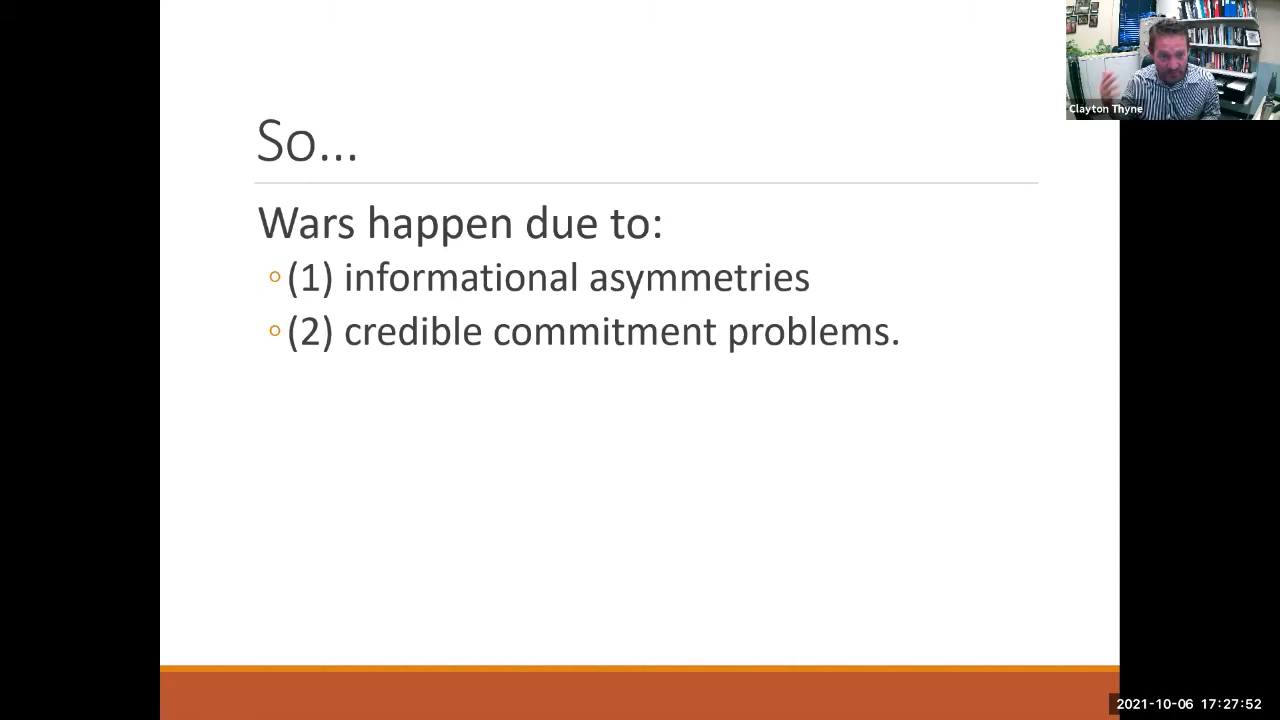 So…
Wars happen due to:
◦(1) informational asymmetries
◦(2) credible commitment problems.
Clayton Thyne
2021-10-06 17:27:52